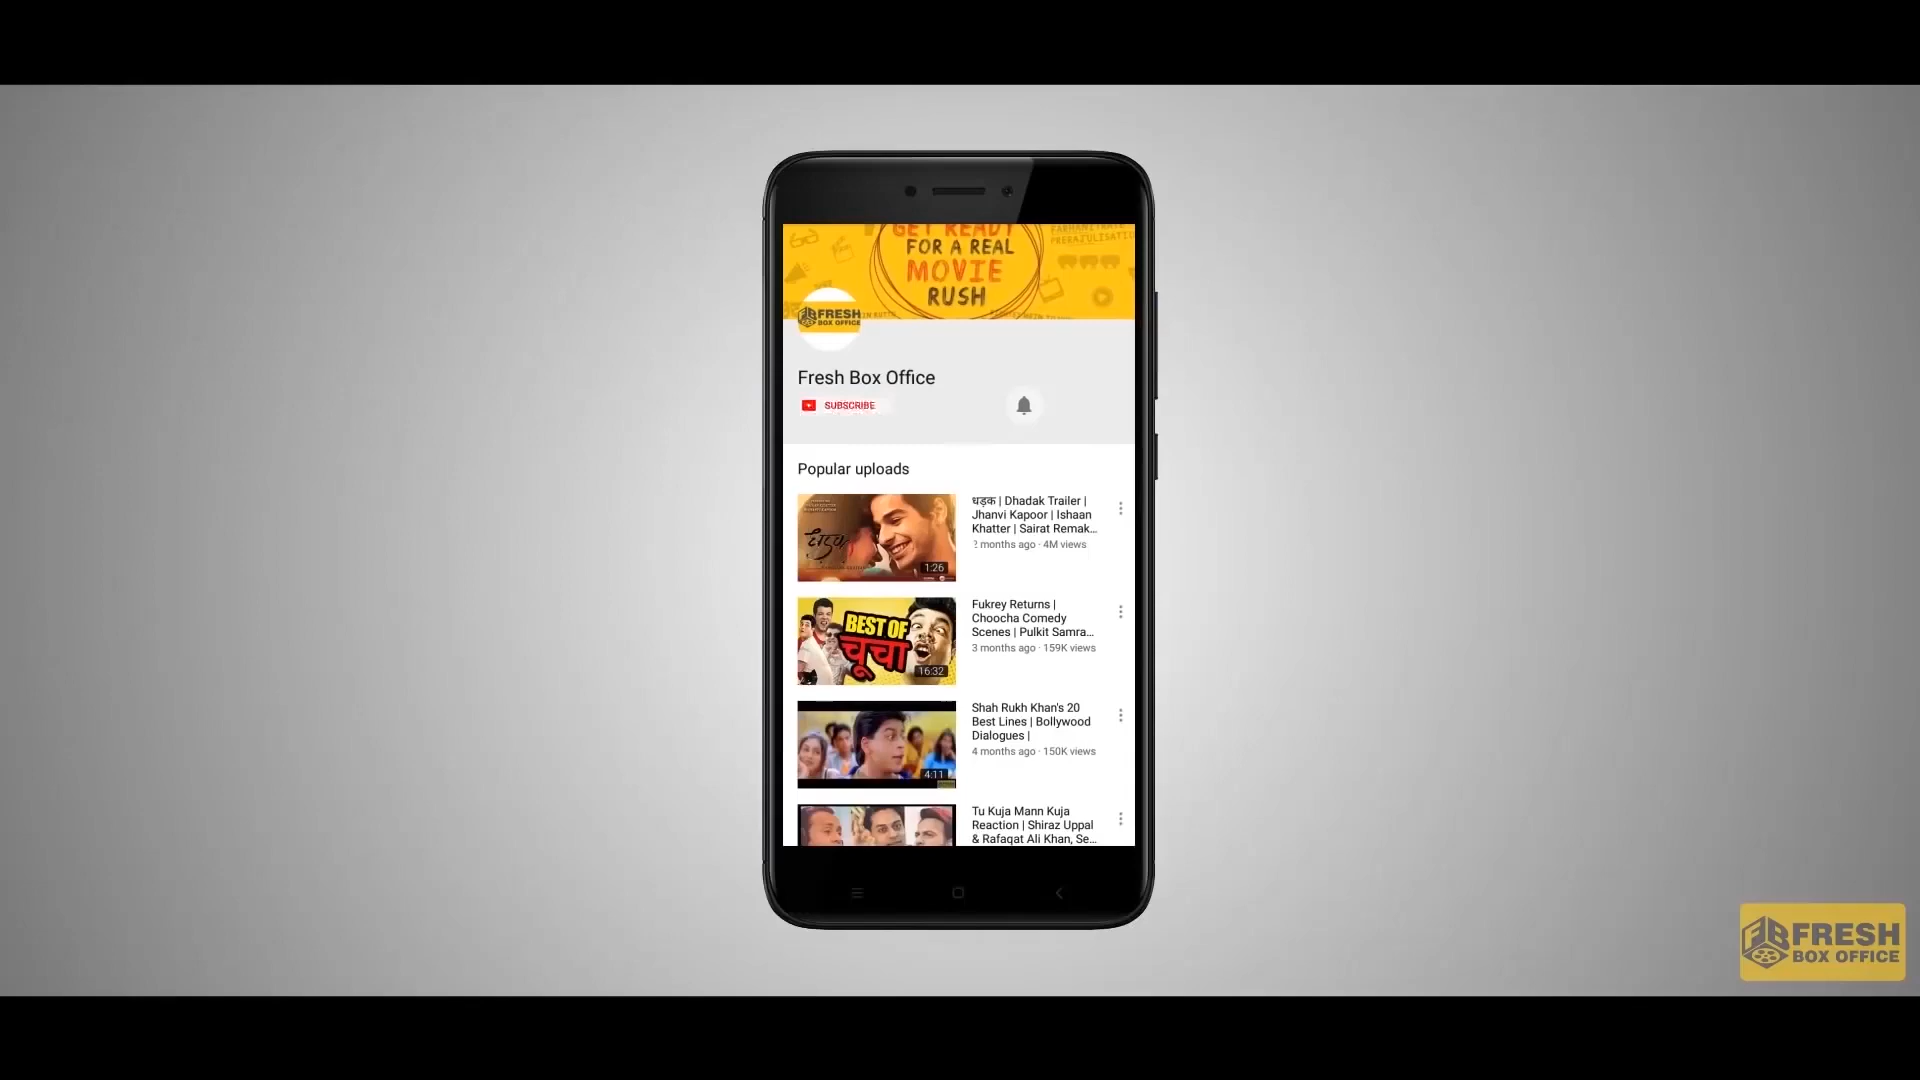 GET READY
FOR A REAL
MOVIE
RUSH
FRESH
BOX OFFICE
Fresh Box Office
SUBSCRIBE
Popular uploads
धड़क | Dhadak Trailer |
Jhanvi Kapoor | Ishaan
Khatter | Sairat Remak...
2 months ago · 4M views
1:26
Fukrey Returns |
Choocha Comedy
Scenes | Pulkit Samra...
3 months ago · 159K views
BEST OF
चूचा
16:32
Shah Rukh Khan's 20
Best Lines | Bollywood
Dialogues |
4 months ago · 150K views
4:11
Tu Kuja Mann Kuja
Reaction | Shiraz Uppal
& Rafaqat Ali Khan, Se...
FRESH
BOX OFFICE